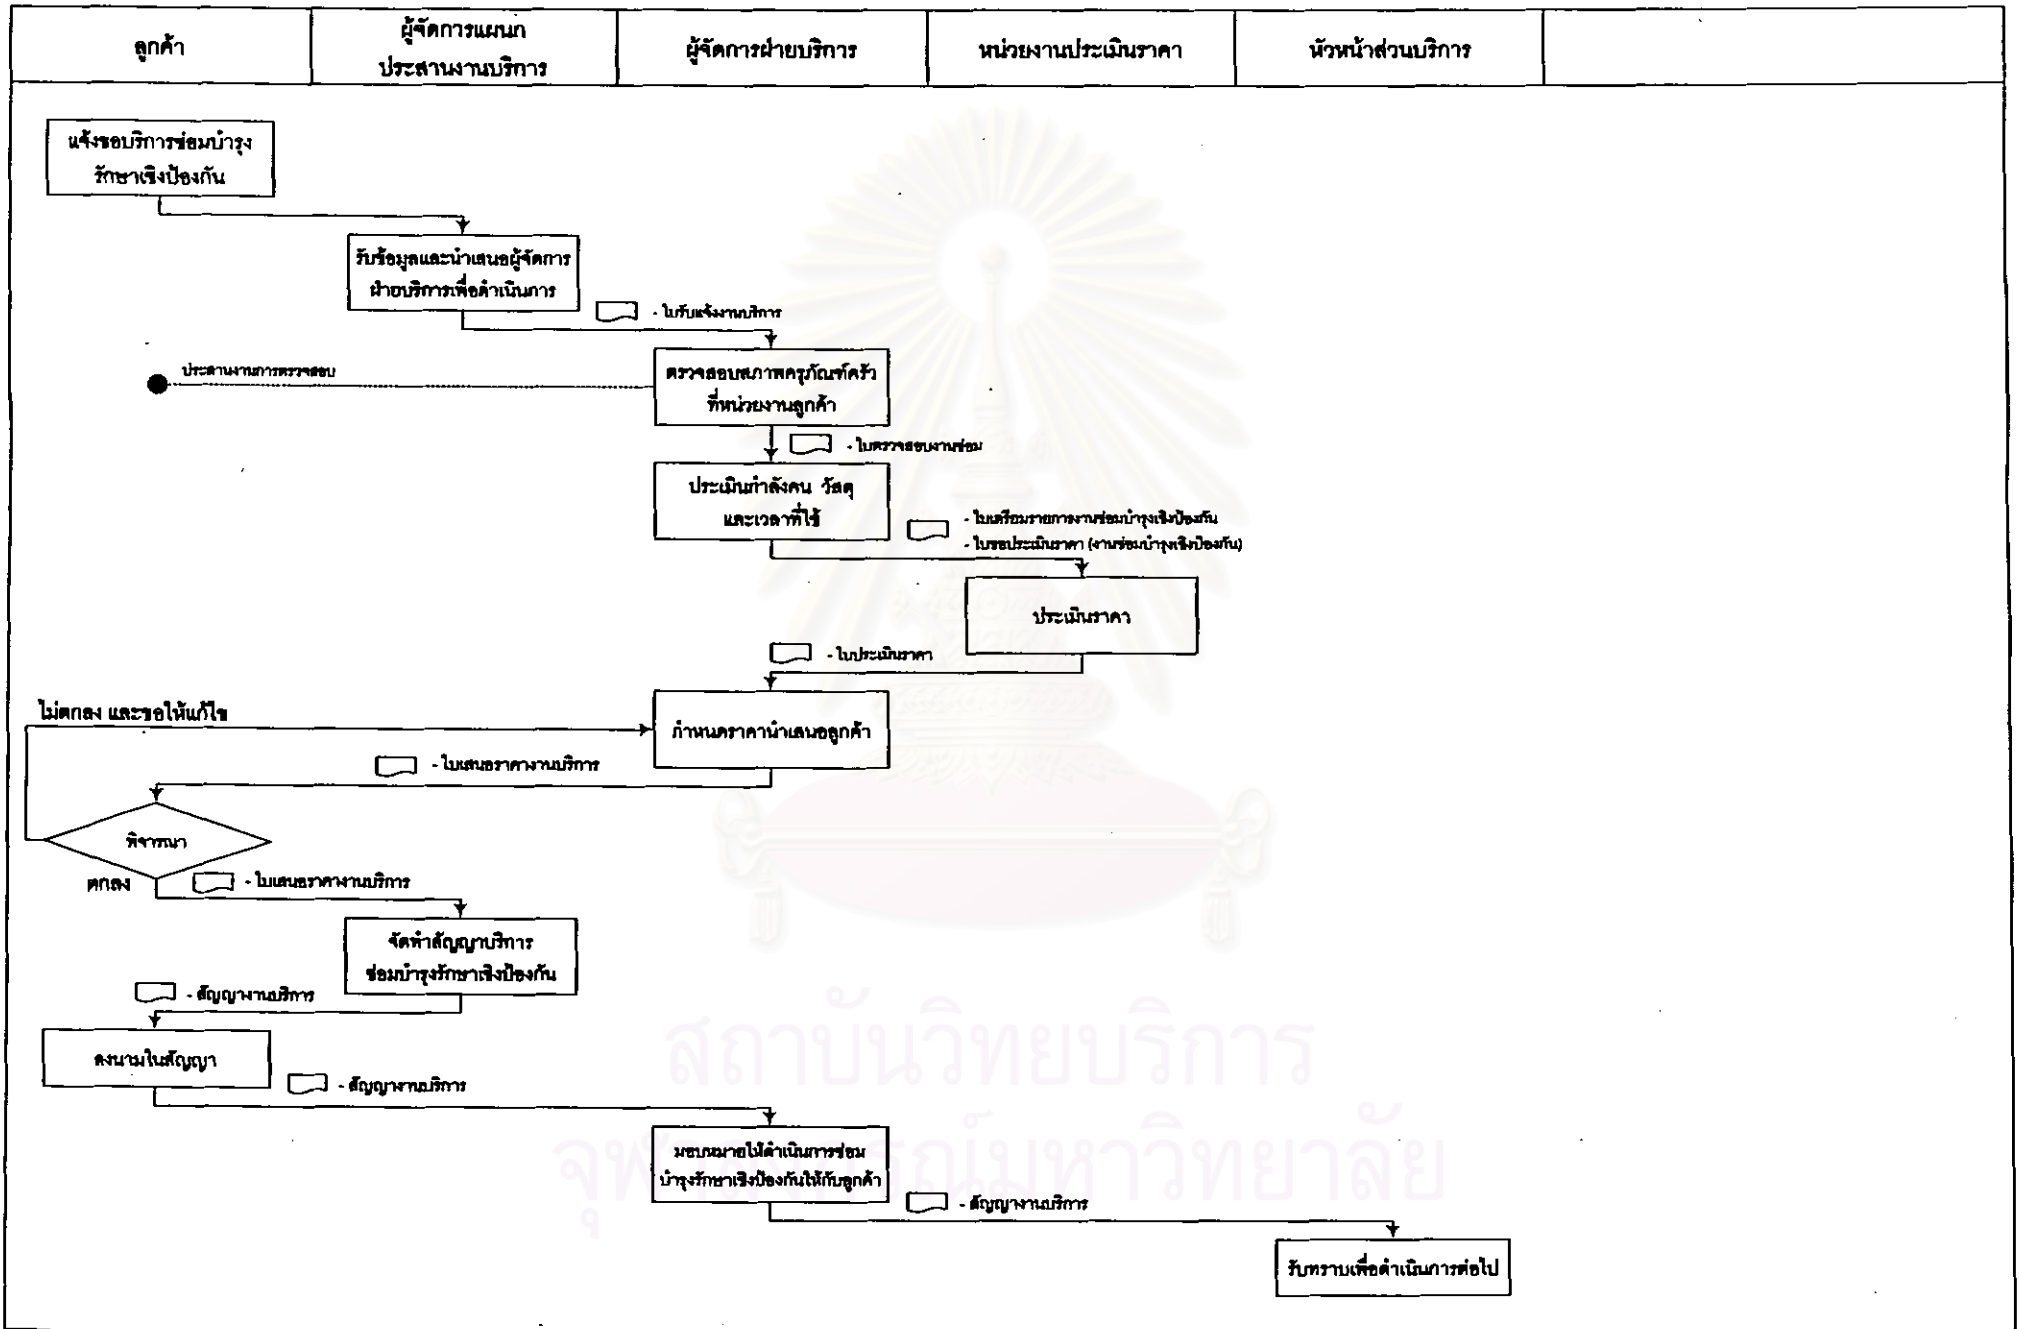 ลูกค้า
ผู้จัดการแผนก
ประสานงานบริการ
ผู้จัดการฝ่ายบริการ
หน่วยงานประเมินราคา
หัวหน้าส่วนบริการ
แจ้งขอบริการซ่อมบำรุง
รักษาเชิงป้องกัน
รับข้อมูลและนำเสนอผู้จัดการ
ฝ่ายบริการเพื่อดำเนินการ
- ใบรับแจ้งงานบริการ
ประสานงานการตรวจสอบ
ตรวจสอบสภาพครุภัณฑ์ครัว
ที่หน่วยงานลูกค้า
- ใบตรวจสอบงานซ่อม
ประเมินกำลังคน วัสดุ
และเวลาที่ใช้
- ใบเตรียมรายการงานซ่อมบำรุงเชิงป้องกัน
- ใบขอประเมินราคา (งานซ่อมบำรุงเชิงป้องกัน)
ประเมินราคา
- ใบประเมินราคา
ไม่ตกลง และขอให้แก้ไข
กำหนดราคานำเสนอลูกค้า
- ใบเสนอราคางานบริการ
พิจารณา
ตกลง
- ใบเสนอราคางานบริการ
จัดทำสัญญาบริการ
ซ่อมบำรุงรักษาเชิงป้องกัน
- สัญญางานบริการ
ลงนามในสัญญา
- สัญญางานบริการ
มอบหมายให้ดำเนินการซ่อม
บำรุงรักษาเชิงป้องกันให้กับลูกค้า
- สัญญางานบริการ
รับทราบเพื่อดำเนินการต่อไป
สถาบันวิทยบริการ
จุฬาลงกรณ์มหาวิทยาลัย